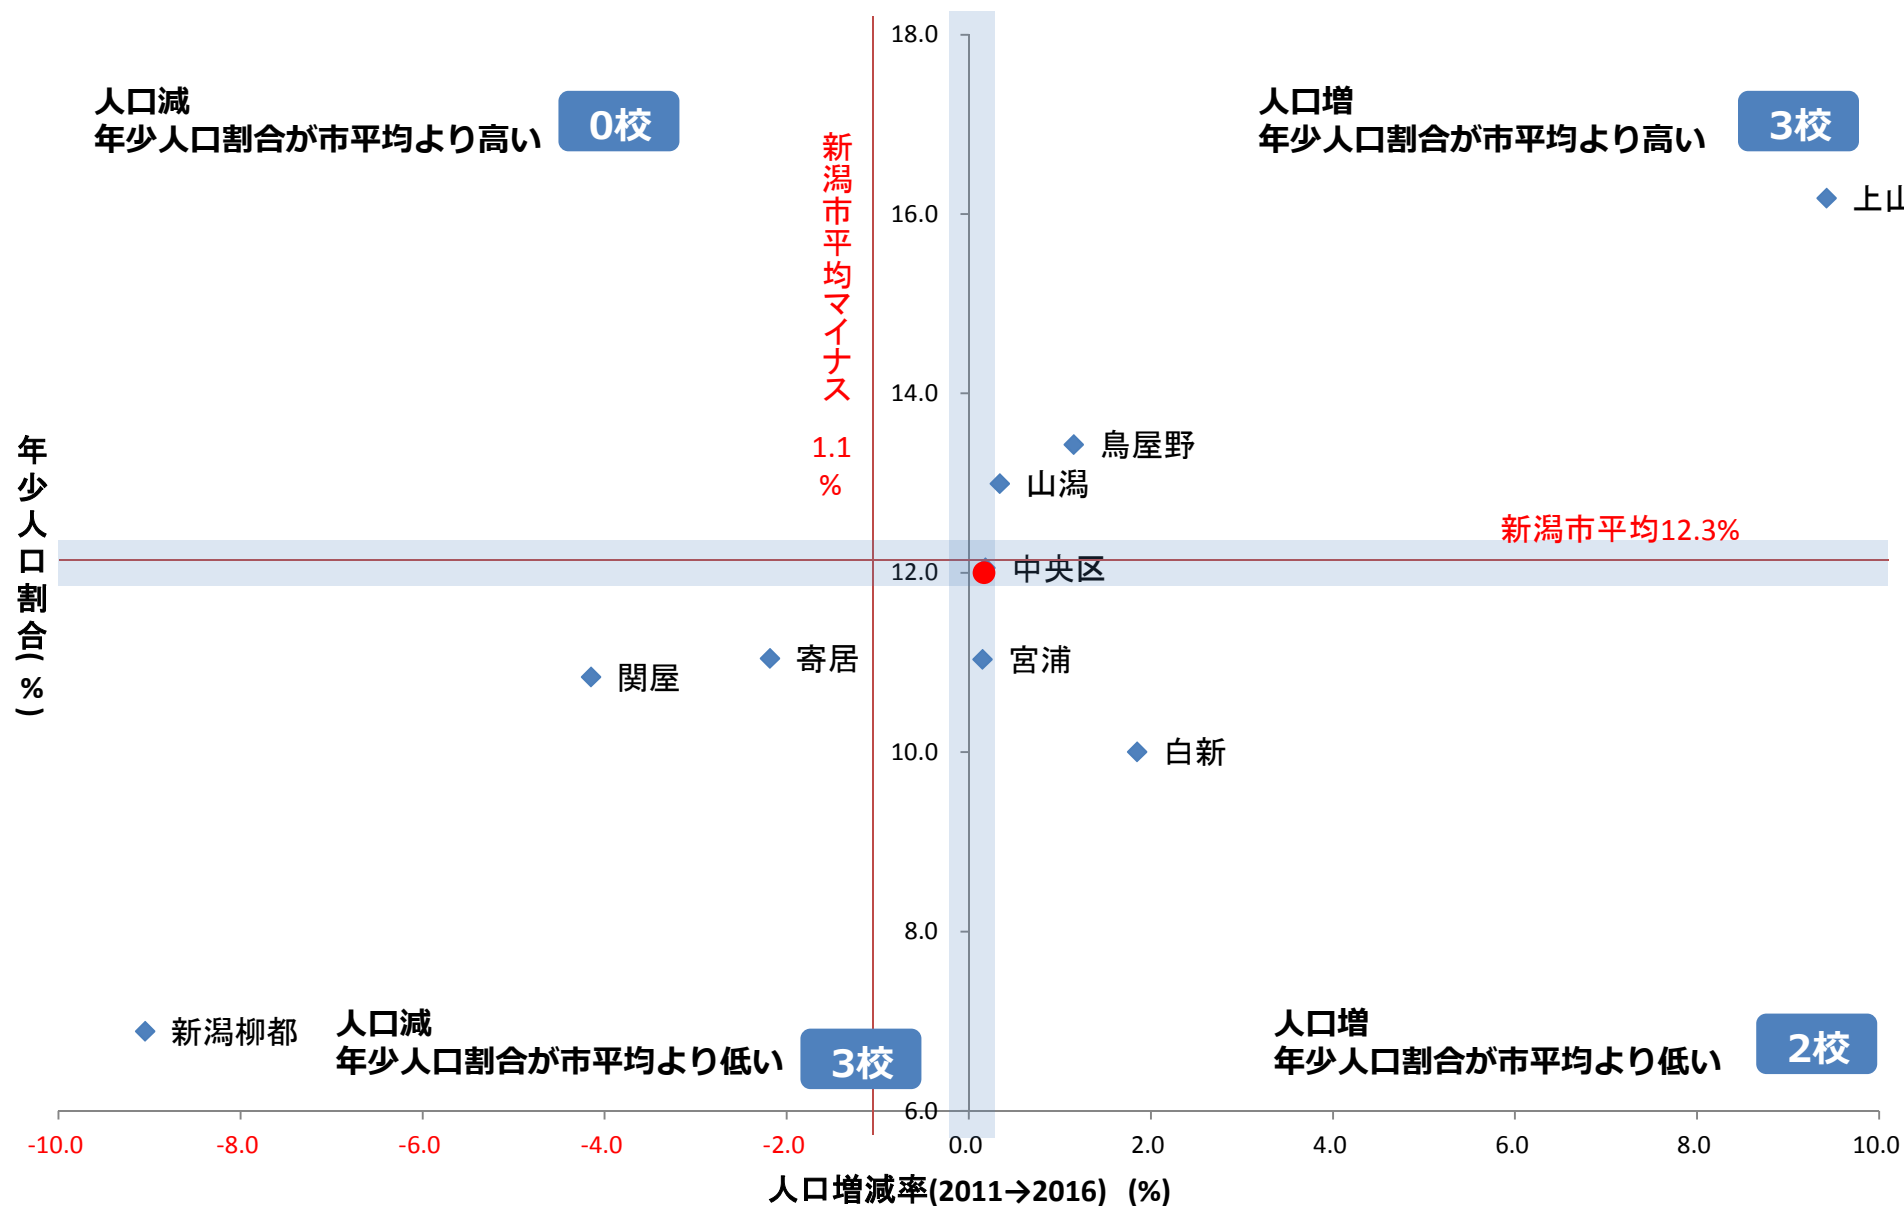 人口減
年少人口割合が市平均より高い
0校
人口増
年少人口割合が市平均より高い
3校
新潟市平均マイナス
1.1
%
18.0
16.0
14.0
12.0
10.0
8.0
6.0
上山
鳥屋野
山潟
新潟市平均12.3%
中央区
寄居
宮浦
関屋
白新
新潟柳都
年少人口割合(%)
人口減
年少人口割合が市平均より低い
3校
人口増
年少人口割合が市平均より低い
2校
-10.0
-8.0
-6.0
-4.0
-2.0
0.0
2.0
4.0
6.0
8.0
10.0
人口増減率(2011→2016) (%)